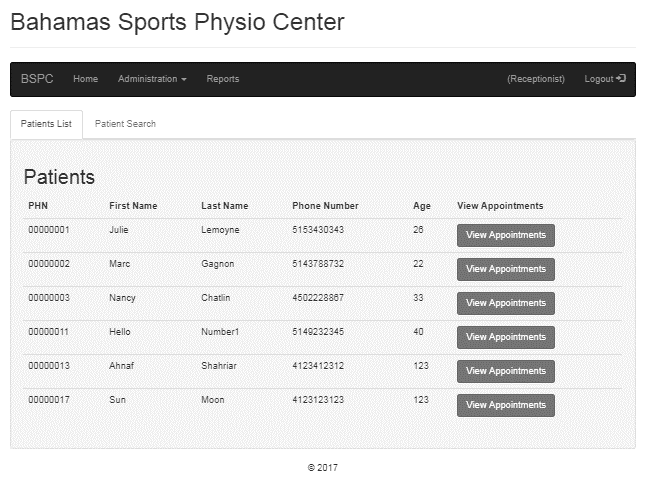 Bahamas Sports Physio Center
BSPC Home Administration Reports (Receptionist) Logout
Patients List Patient Search
Patients
PHN First Name Last Name Phone Number Age View Appointments
00000001 Julie Lemoyne 5153430343 26 View Appointments
00000002 Marc Gagnon 5143788732 22 View Appointments
00000003 Nancy Chatlin 4502228867 33 View Appointments
00000011 Hello Number1 5149232345 40 View Appointments
00000013 Ahnaf Shahriar 4123412312 123 View Appointments
00000017 Sun Moon 4123123123 123 View Appointments
© 2017